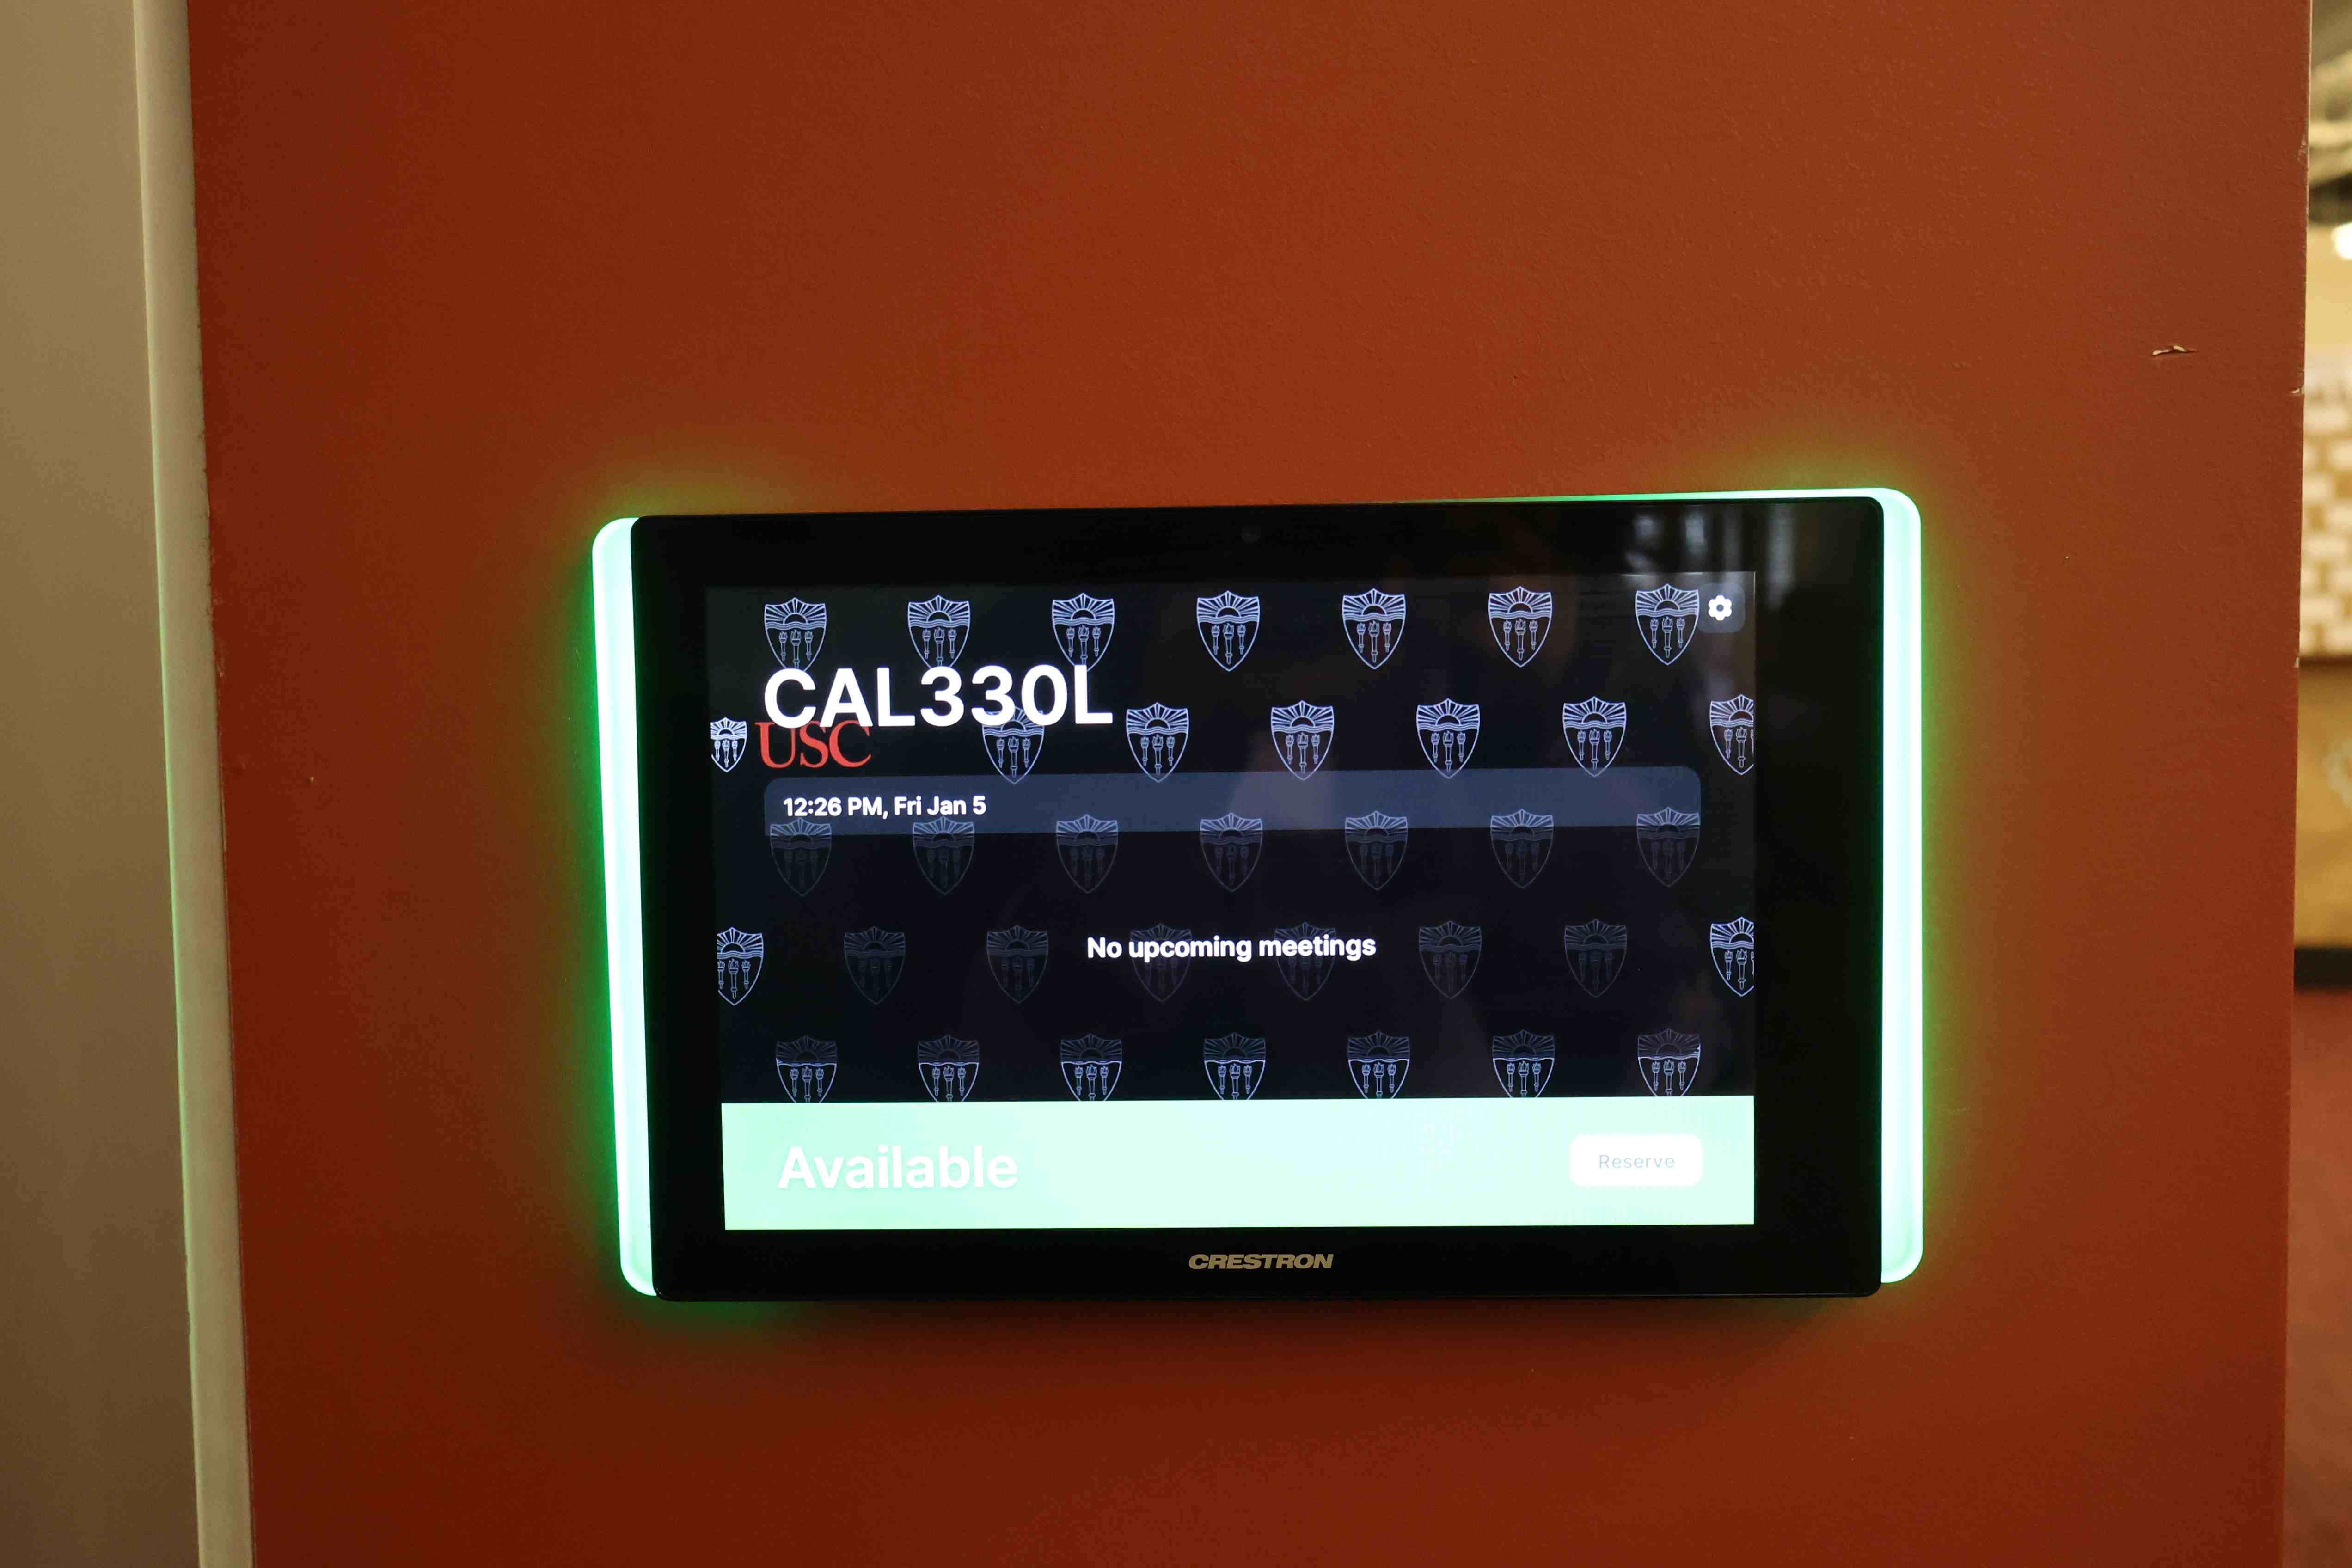 CAL330L
USC
12:26 PM, Fri Jan 5
No upcoming meetings
Available
Reserve
CRESTRON